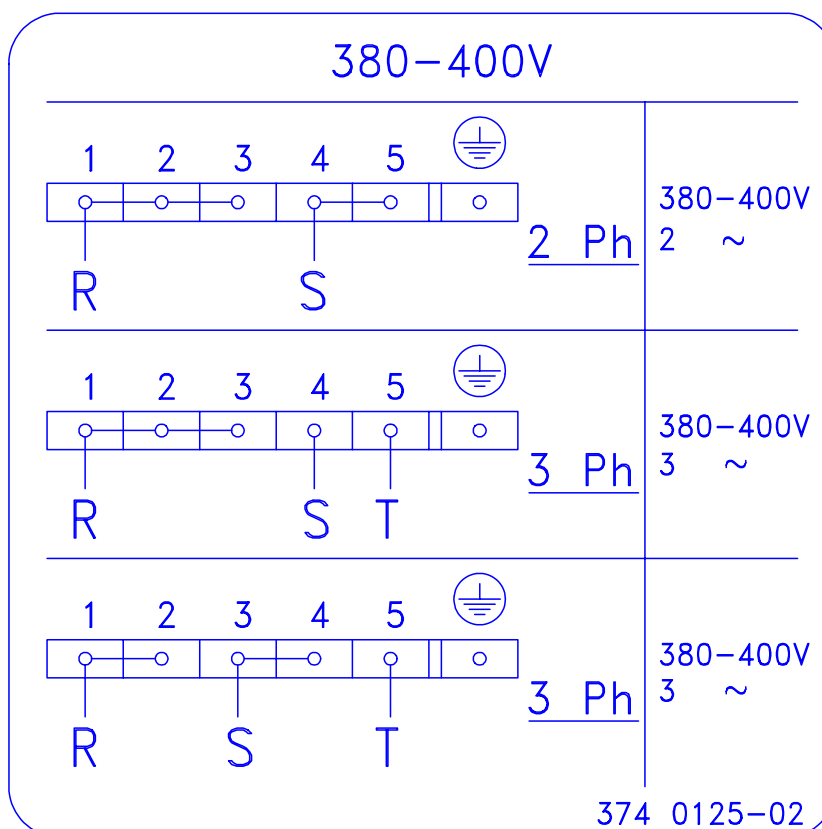 380-400V
1 2 3 4 5
380-400V
2 Ph 2 ~
R S
1 2 3 4 5
380-400V
3 Ph 3 ~
R S T
1 2 3 4 5
380-400V
3 Ph 3 ~
R S T
374 0125-02